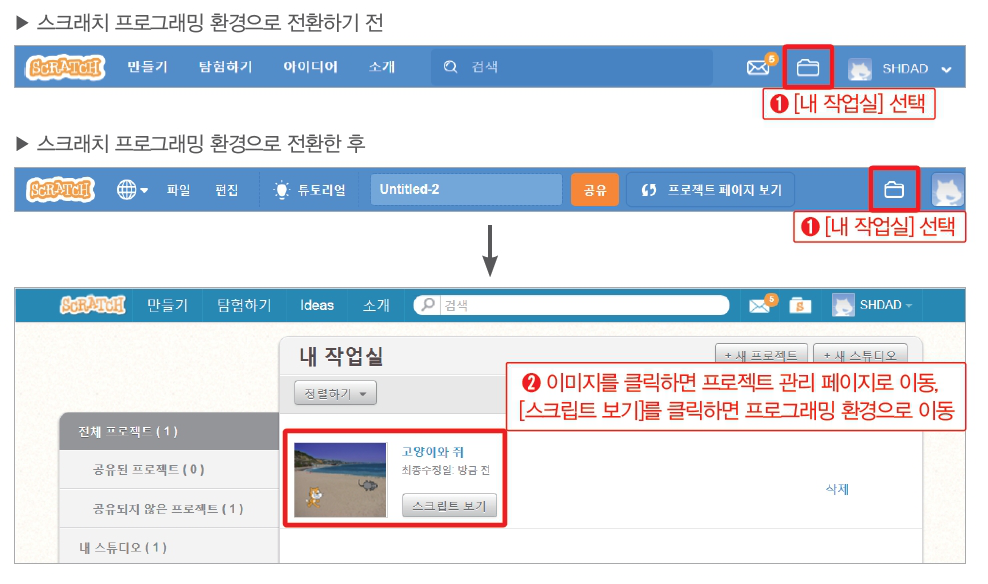 ▶ 스크래치 프로그래밍 환경으로 전환하기 전
SCRATCH 만들기 탐험하기 아이디어 소개 검색 5 SHDAD
❶ [내 작업실] 선택
▶ 스크래치 프로그래밍 환경으로 전환한 후
SCRATCH 파일 편집 튜토리얼 Untitled-2 공유 프로젝트 페이지 보기
❶ [내 작업실] 선택
SCRATCH 만들기 탐험하기 Ideas 소개 검색 5 S SHDAD
내 작업실 + 새 프로젝트 + 새 스튜디오
정렬하기
❷ 이미지를 클릭하면 프로젝트 관리 페이지로 이동,
[스크립트 보기]를 클릭하면 프로그래밍 환경으로 이동
전체 프로젝트 ( 1 )
공유된 프로젝트 ( 0 )
공유되지 않은 프로젝트 ( 1 )
내 스튜디오 ( 1 )
고양이와 쥐
최종수정일: 방금 전
스크립트 보기
삭제